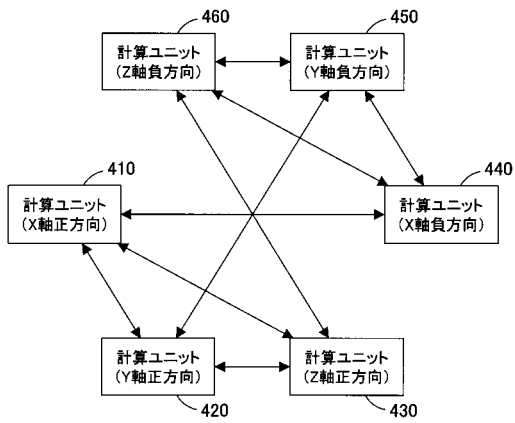 460
計算ユニット
(Z軸負方向)
450
計算ユニット
(Y軸負方向)
410
計算ユニット
(X軸正方向)
440
計算ユニット
(X軸負方向)
計算ユニット
(Y軸正方向)
420
計算ユニット
(Z軸正方向)
430